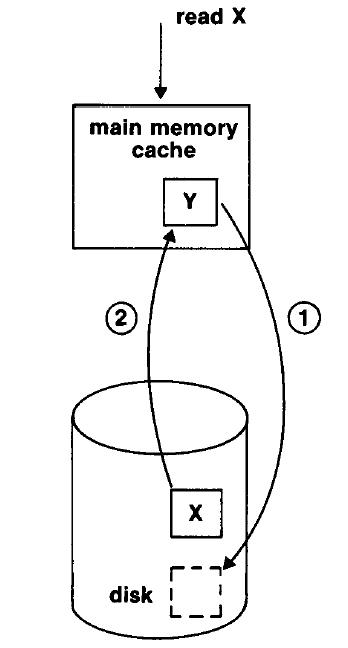 read X
main memory
cache
Y
2
1
X
disk